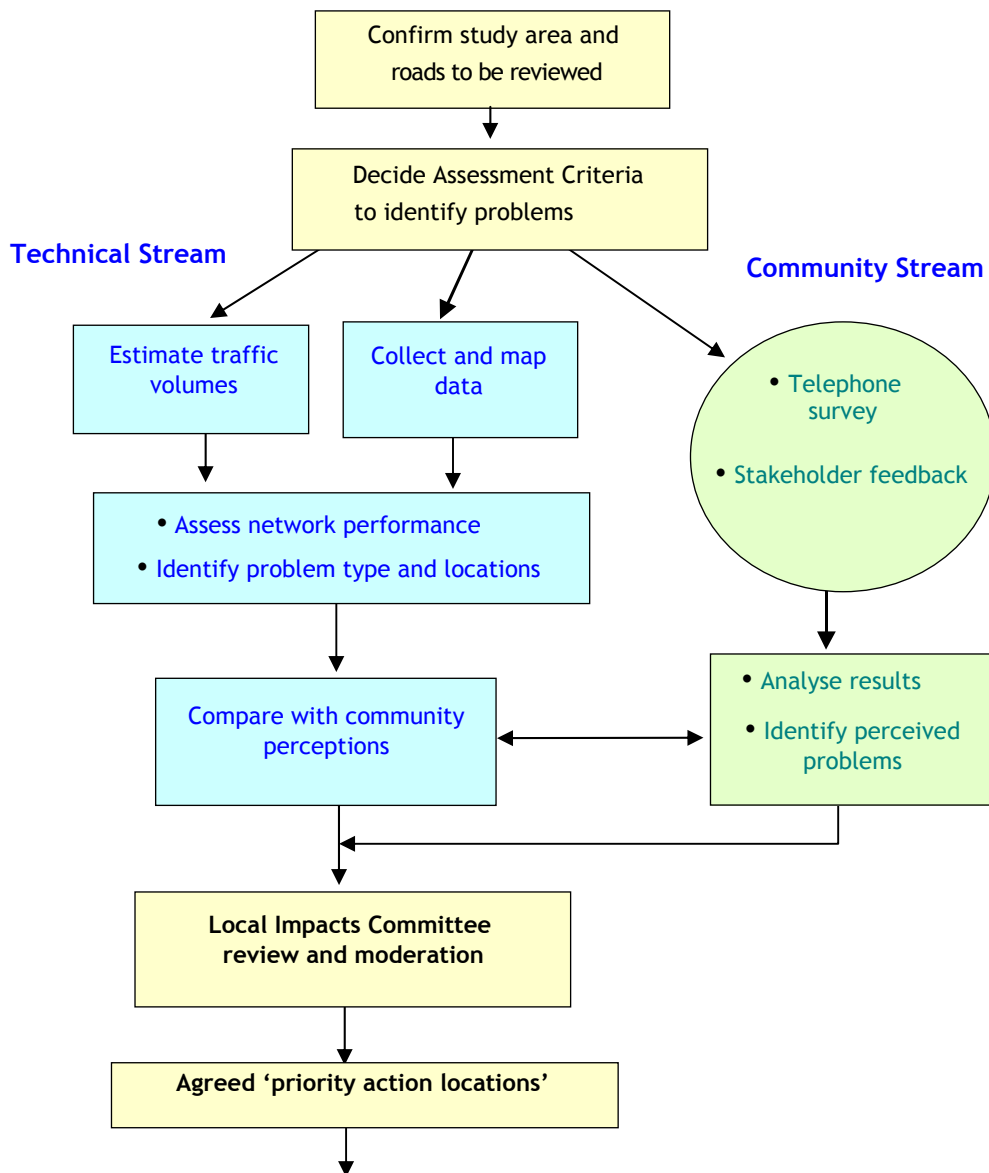 Confirm study area and
roads to be reviewed
Decide Assessment Criteria
to identify problems
Technical Stream
Community Stream
Estimate traffic
volumes
Collect and map
data
• Telephone
survey
• Stakeholder feedback
• Assess network performance
• Identify problem type and locations
Compare with community
perceptions
• Analyse results
• Identify perceived
problems
Local Impacts Committee
review and moderation
Agreed ‘priority action locations’